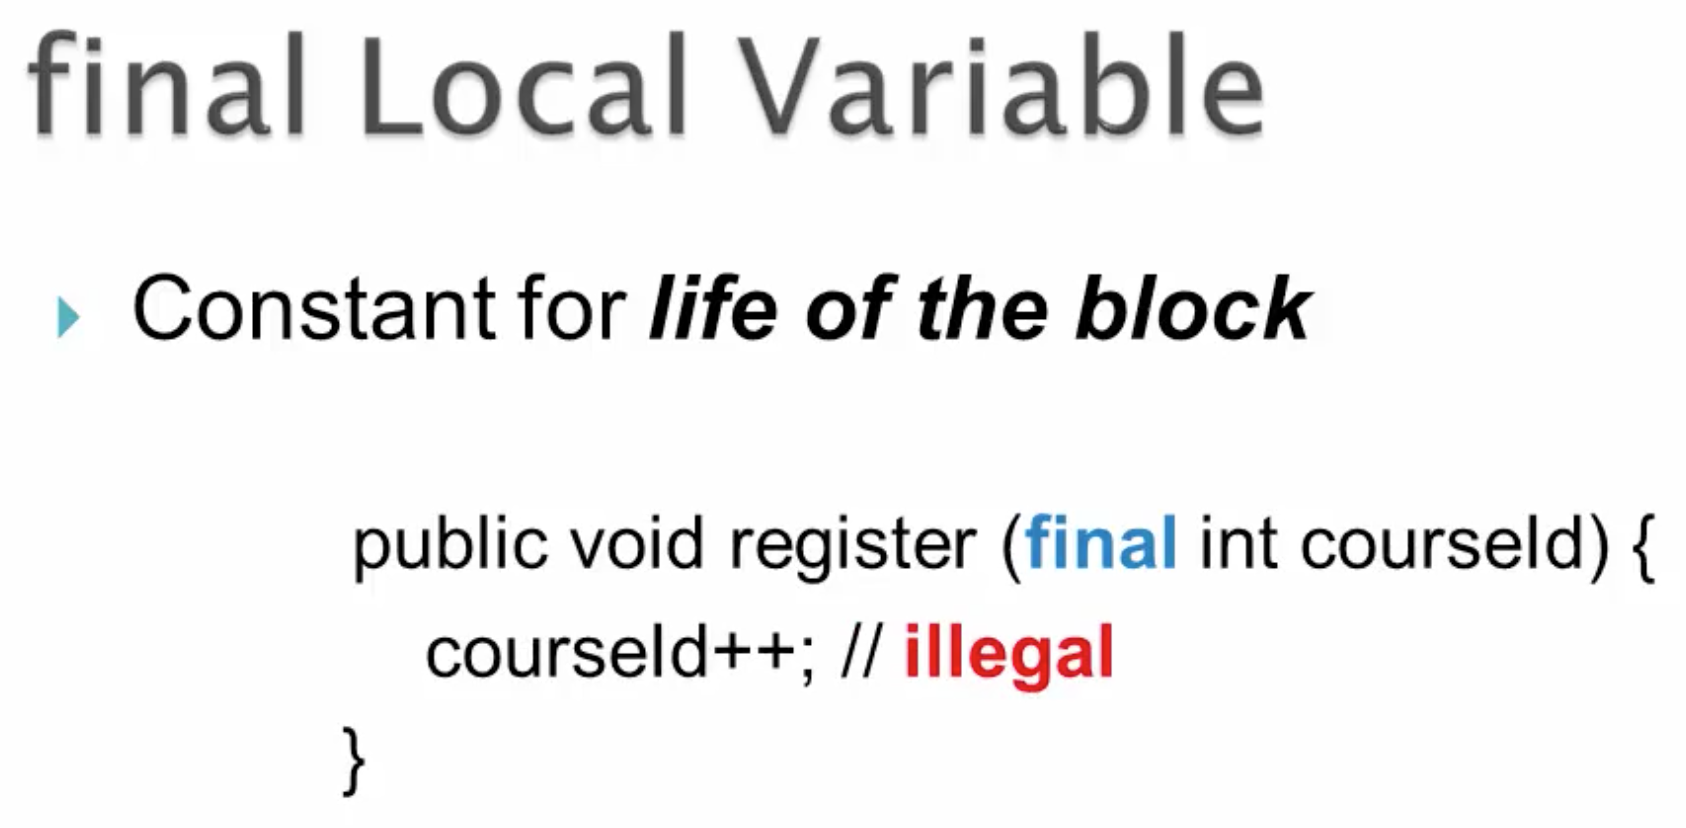 final Local Variable
Constant for life of the block
public void register (final int courseId) {
courseId++; // illegal
}